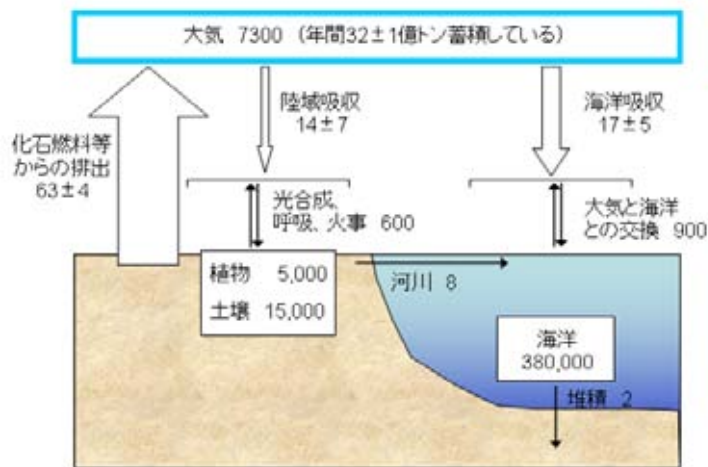 大気 7300 (年間32±1億トン蓄積している)
陸域吸収
14±7
海洋吸収
17±5
化石燃料等
からの排出
63±4
光合成、
呼吸、火事 600
大気と海洋
との交換 900
植物 5,000
土壌 15,000
河川 8
海洋
380,000
堆積 2